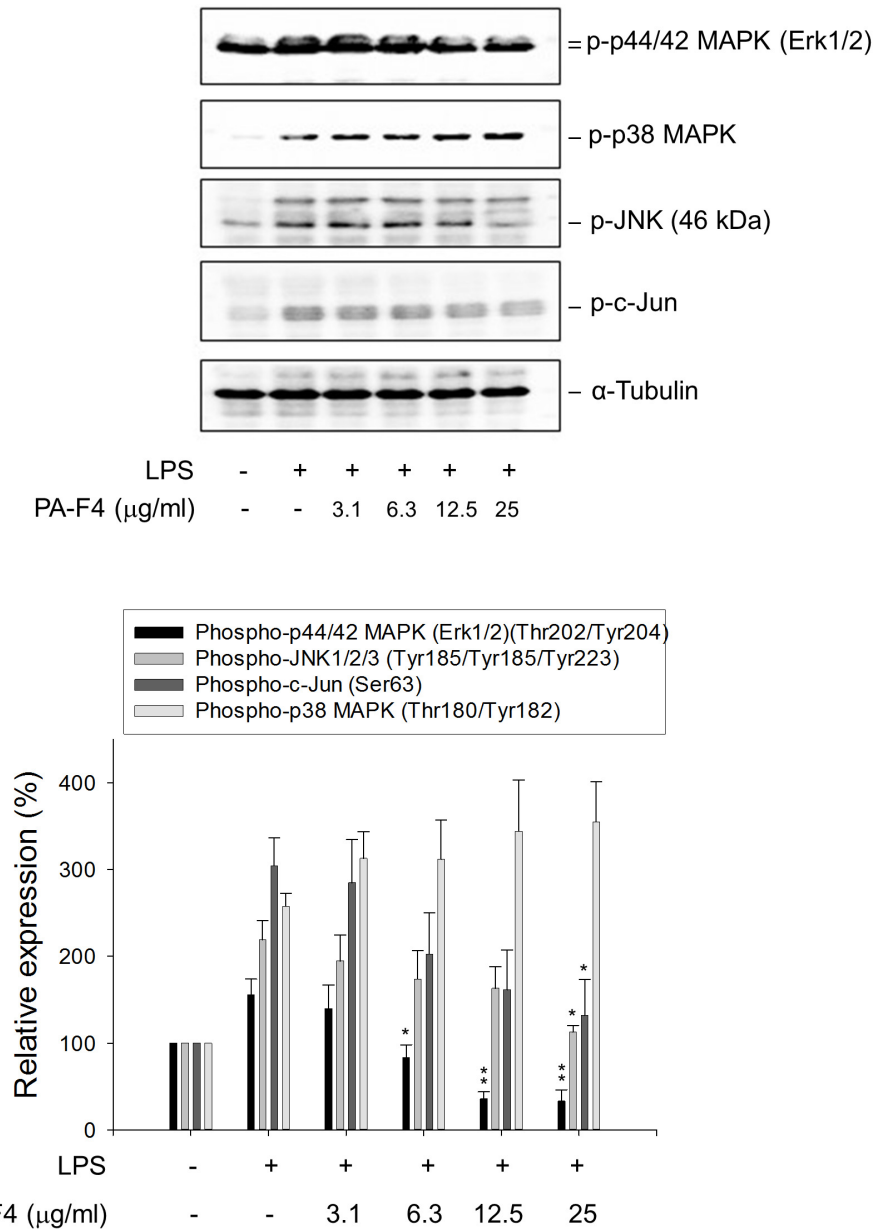 = p-p44/42 MAPK (Erk1/2)
– p-p38 MAPK
– p-JNK (46 kDa)
– p-c-Jun
– α-Tubulin
LPS - + + + + +
PA-F4 (μg/ml) - - 3.1 6.3 12.5 25
Phospho-p44/42 MAPK (Erk1/2)(Thr202/Tyr204)
Phospho-JNK1/2/3 (Tyr185/Tyr185/Tyr223)
Phospho-c-Jun (Ser63)
Phospho-p38 MAPK (Thr180/Tyr182)
Relative expression (%)
400
300
200
100
0
*
**
**
*
*
LPS - + + + + +
F4 (μg/ml) - - 3.1 6.3 12.5 25